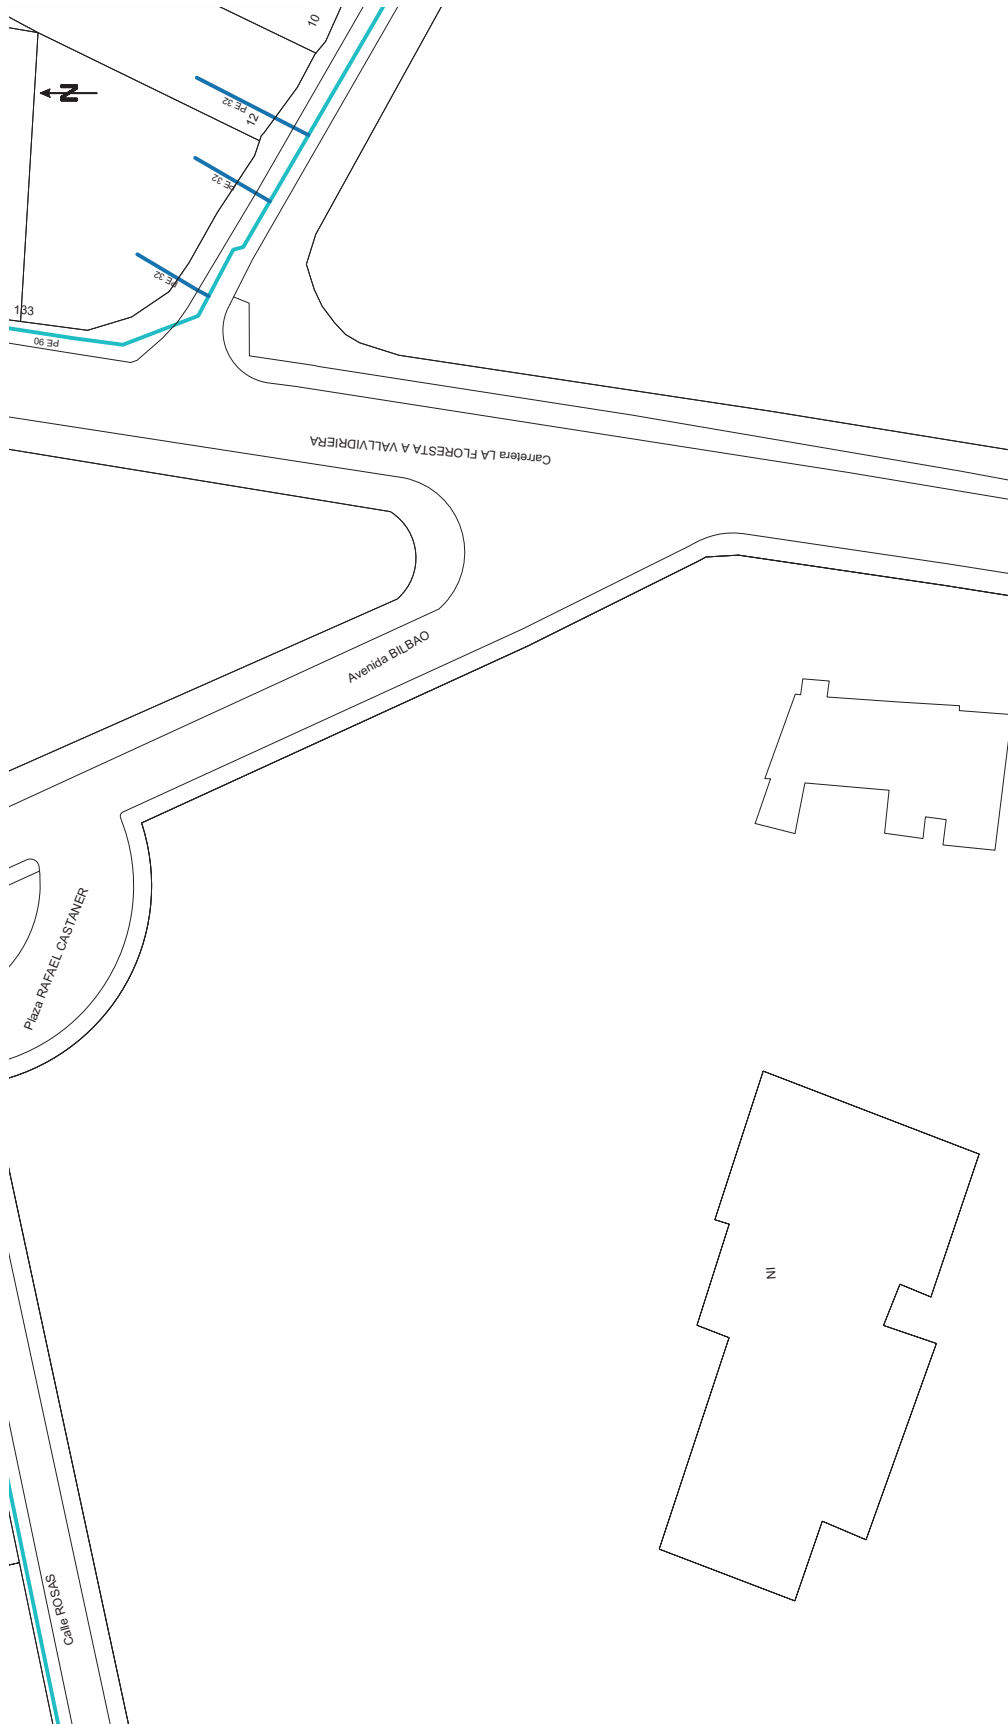 10
N
PE 32
12
PE 32
PE 32
133
PE 90
Carretera LA FLORESTA A VALLVIDRIERA
Avenida BILBAO
Plaza RAFAEL CASTANER
NI
Calle ROSAS